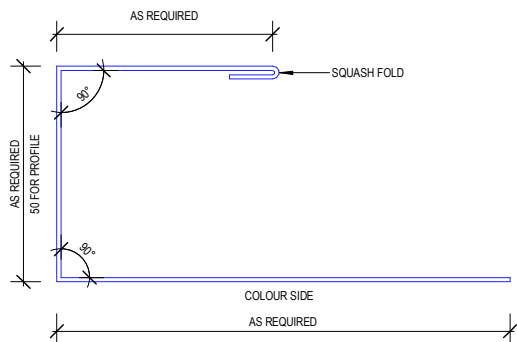 AS REQUIRED
SQUASH FOLD
90°
AS REQUIRED
50 FOR PROFILE
90°
COLOUR SIDE
AS REQUIRED